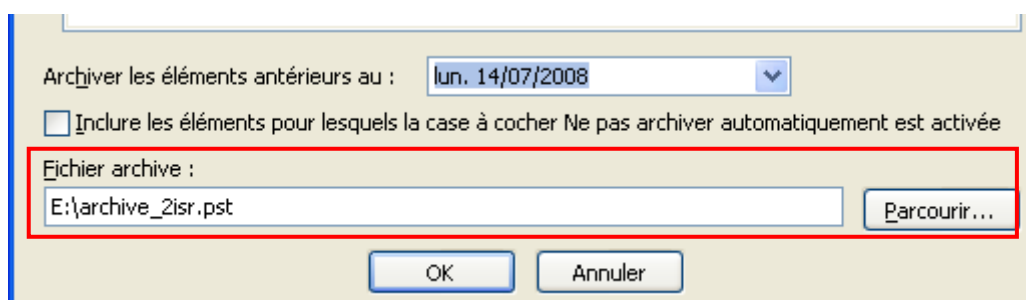 Archiver les éléments antérieurs au : lun. 14/07/2008
Inclure les éléments pour lesquels la case à cocher Ne pas archiver automatiquement est activée
Fichier archive :
E:\archive_2isr.pst Parcourir...
OK Annuler